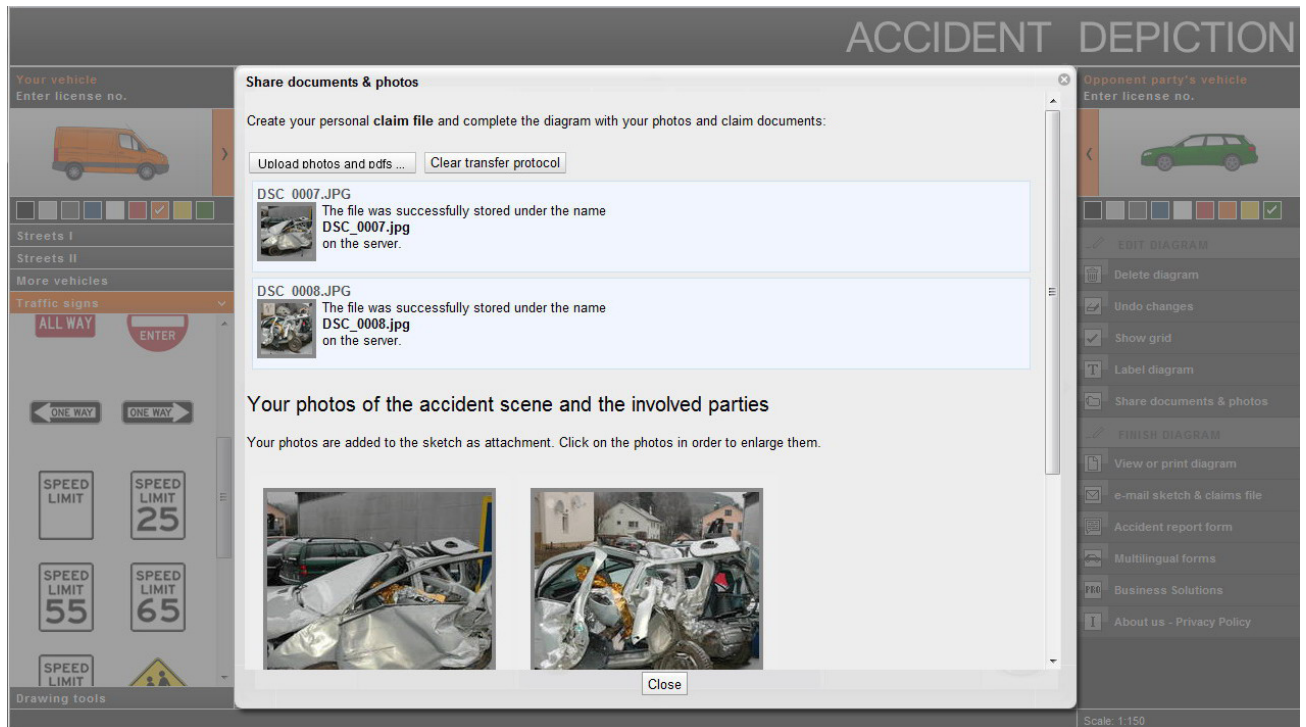 ACCIDENT DEPICTION
Your vehicle
Enter license no.
Streets I
Streets II
More vehicles
Traffic signs
ALL WAY
ENTER
ONE WAY
ONE WAY
SPEED
LIMIT
SPEED
LIMIT
25
SPEED
LIMIT
55
SPEED
LIMIT
65
SPEED
LIMIT
Drawing tools
Share documents & photos
Create your personal claim file and complete the diagram with your photos and claim documents:
Upload photos and pdfs ...
Clear transfer protocol
DSC_0007.JPG
The file was successfully stored under the name
DSC_0007.jpg
on the server.
DSC_0008.JPG
The file was successfully stored under the name
DSC_0008.jpg
on the server.
Your photos of the accident scene and the involved parties
Your photos are added to the sketch as attachment. Click on the photos in order to enlarge them.
Close
Opponent party's vehicle
Enter license no.
EDIT DIAGRAM
Delete diagram
Undo changes
Show grid
T Label diagram
Share documents & photos
FINISH DIAGRAM
View or print diagram
e-mail sketch & claims file
Accident report form
Multilingual forms
PRO Business Solutions
I About us - Privacy Policy
Scale: 1:150